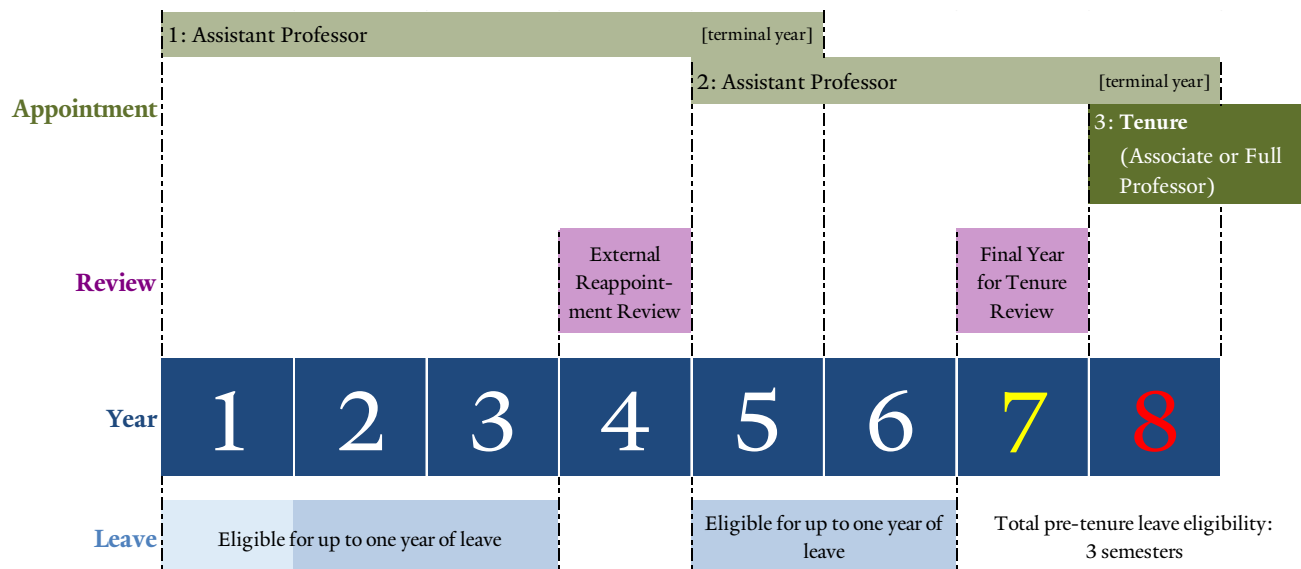 1: Assistant Professor [terminal year]
2: Assistant Professor [terminal year]
Appointment
3: Tenure
(Associate or Full
Professor)
External
Reappoint-
ment Review
Final Year
for Tenure
Review
Review
Year 1 2 3 4 5 6 7 8
Leave
Eligible for up to one year of leave
Eligible for up to one year of
leave
Total pre-tenure leave eligibility:
3 semesters